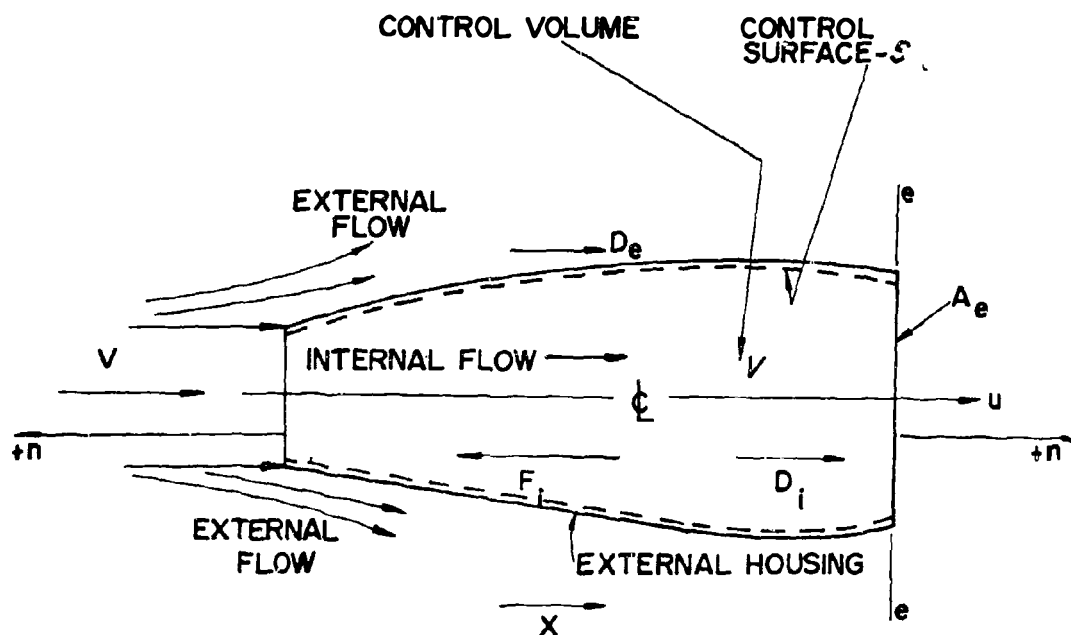 CONTROL VOLUME
CONTROL
SURFACE-S
EXTERNAL
FLOW
De
e
Ae
V
INTERNAL FLOW
V
℄
u
+n
+n
Fi
Di
EXTERNAL
FLOW
EXTERNAL HOUSING
X
e